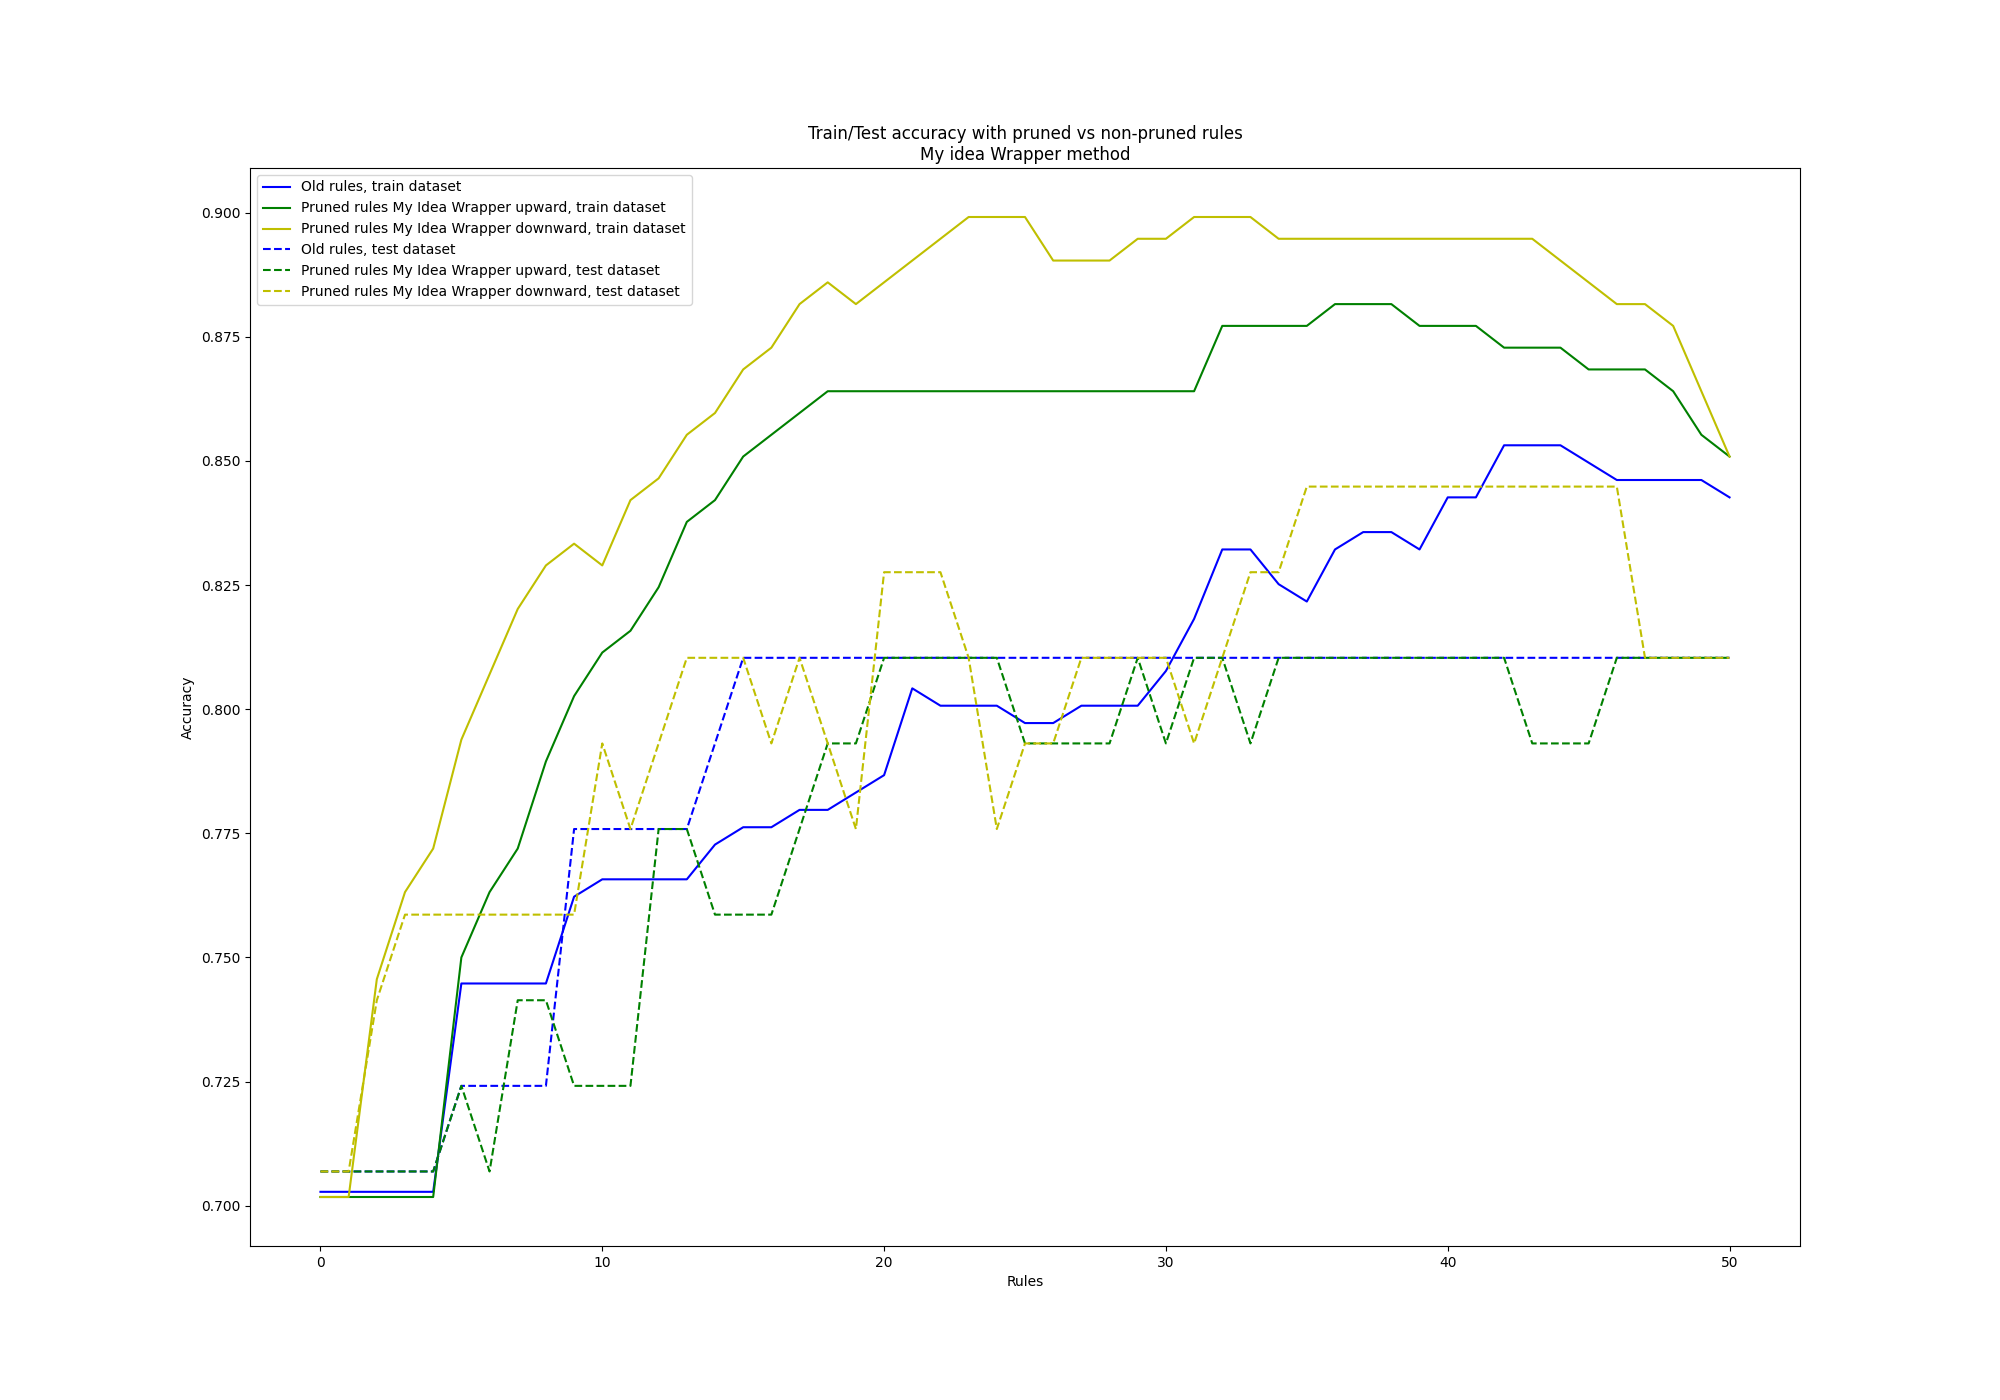 Train/Test accuracy with pruned vs non-pruned rules
My idea Wrapper method
Old rules, train dataset
Pruned rules My Idea Wrapper upward, train dataset
Pruned rules My Idea Wrapper downward, train dataset
Old rules, test dataset
Pruned rules My Idea Wrapper upward, test dataset
Pruned rules My Idea Wrapper downward, test dataset
Accuracy
0.900
0.875
0.850
0.825
0.800
0.775
0.750
0.725
0.700
0 10 20 30 40 50
Rules